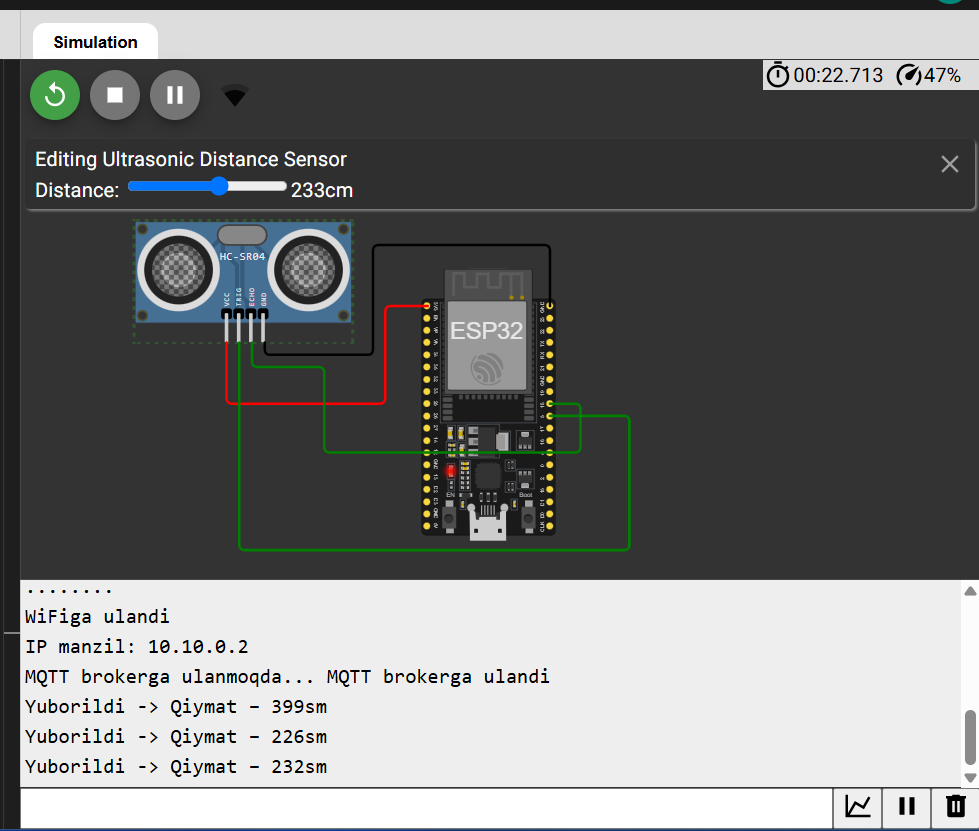 Simulation
00:22.713 47%
Editing Ultrasonic Distance Sensor
Distance: 233cm
HC-SR04
VCC
TRIG
ECHO
GND
ESP32
EN
Boot
........
WiFiga ulandi
IP manzil: 10.10.0.2
MQTT brokerga ulanmoqda... MQTT brokerga ulandi
Yuborildi -> Qiymat – 399sm
Yuborildi -> Qiymat – 226sm
Yuborildi -> Qiymat – 232sm